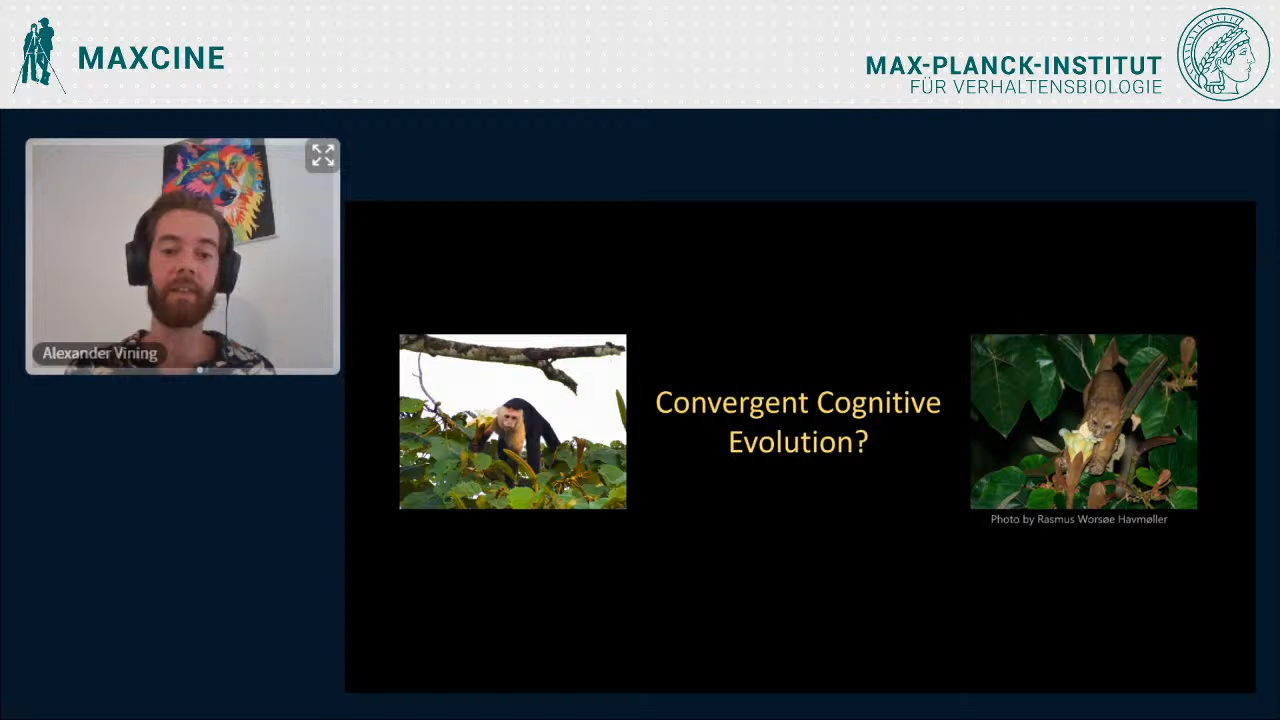 MAXCINE
MAX-PLANCK-INSTITUT
FÜR VERHALTENSBIOLOGIE
Alexander Vining
Convergent Cognitive
Evolution?
Photo by Rasmus Worsøe Havmøller